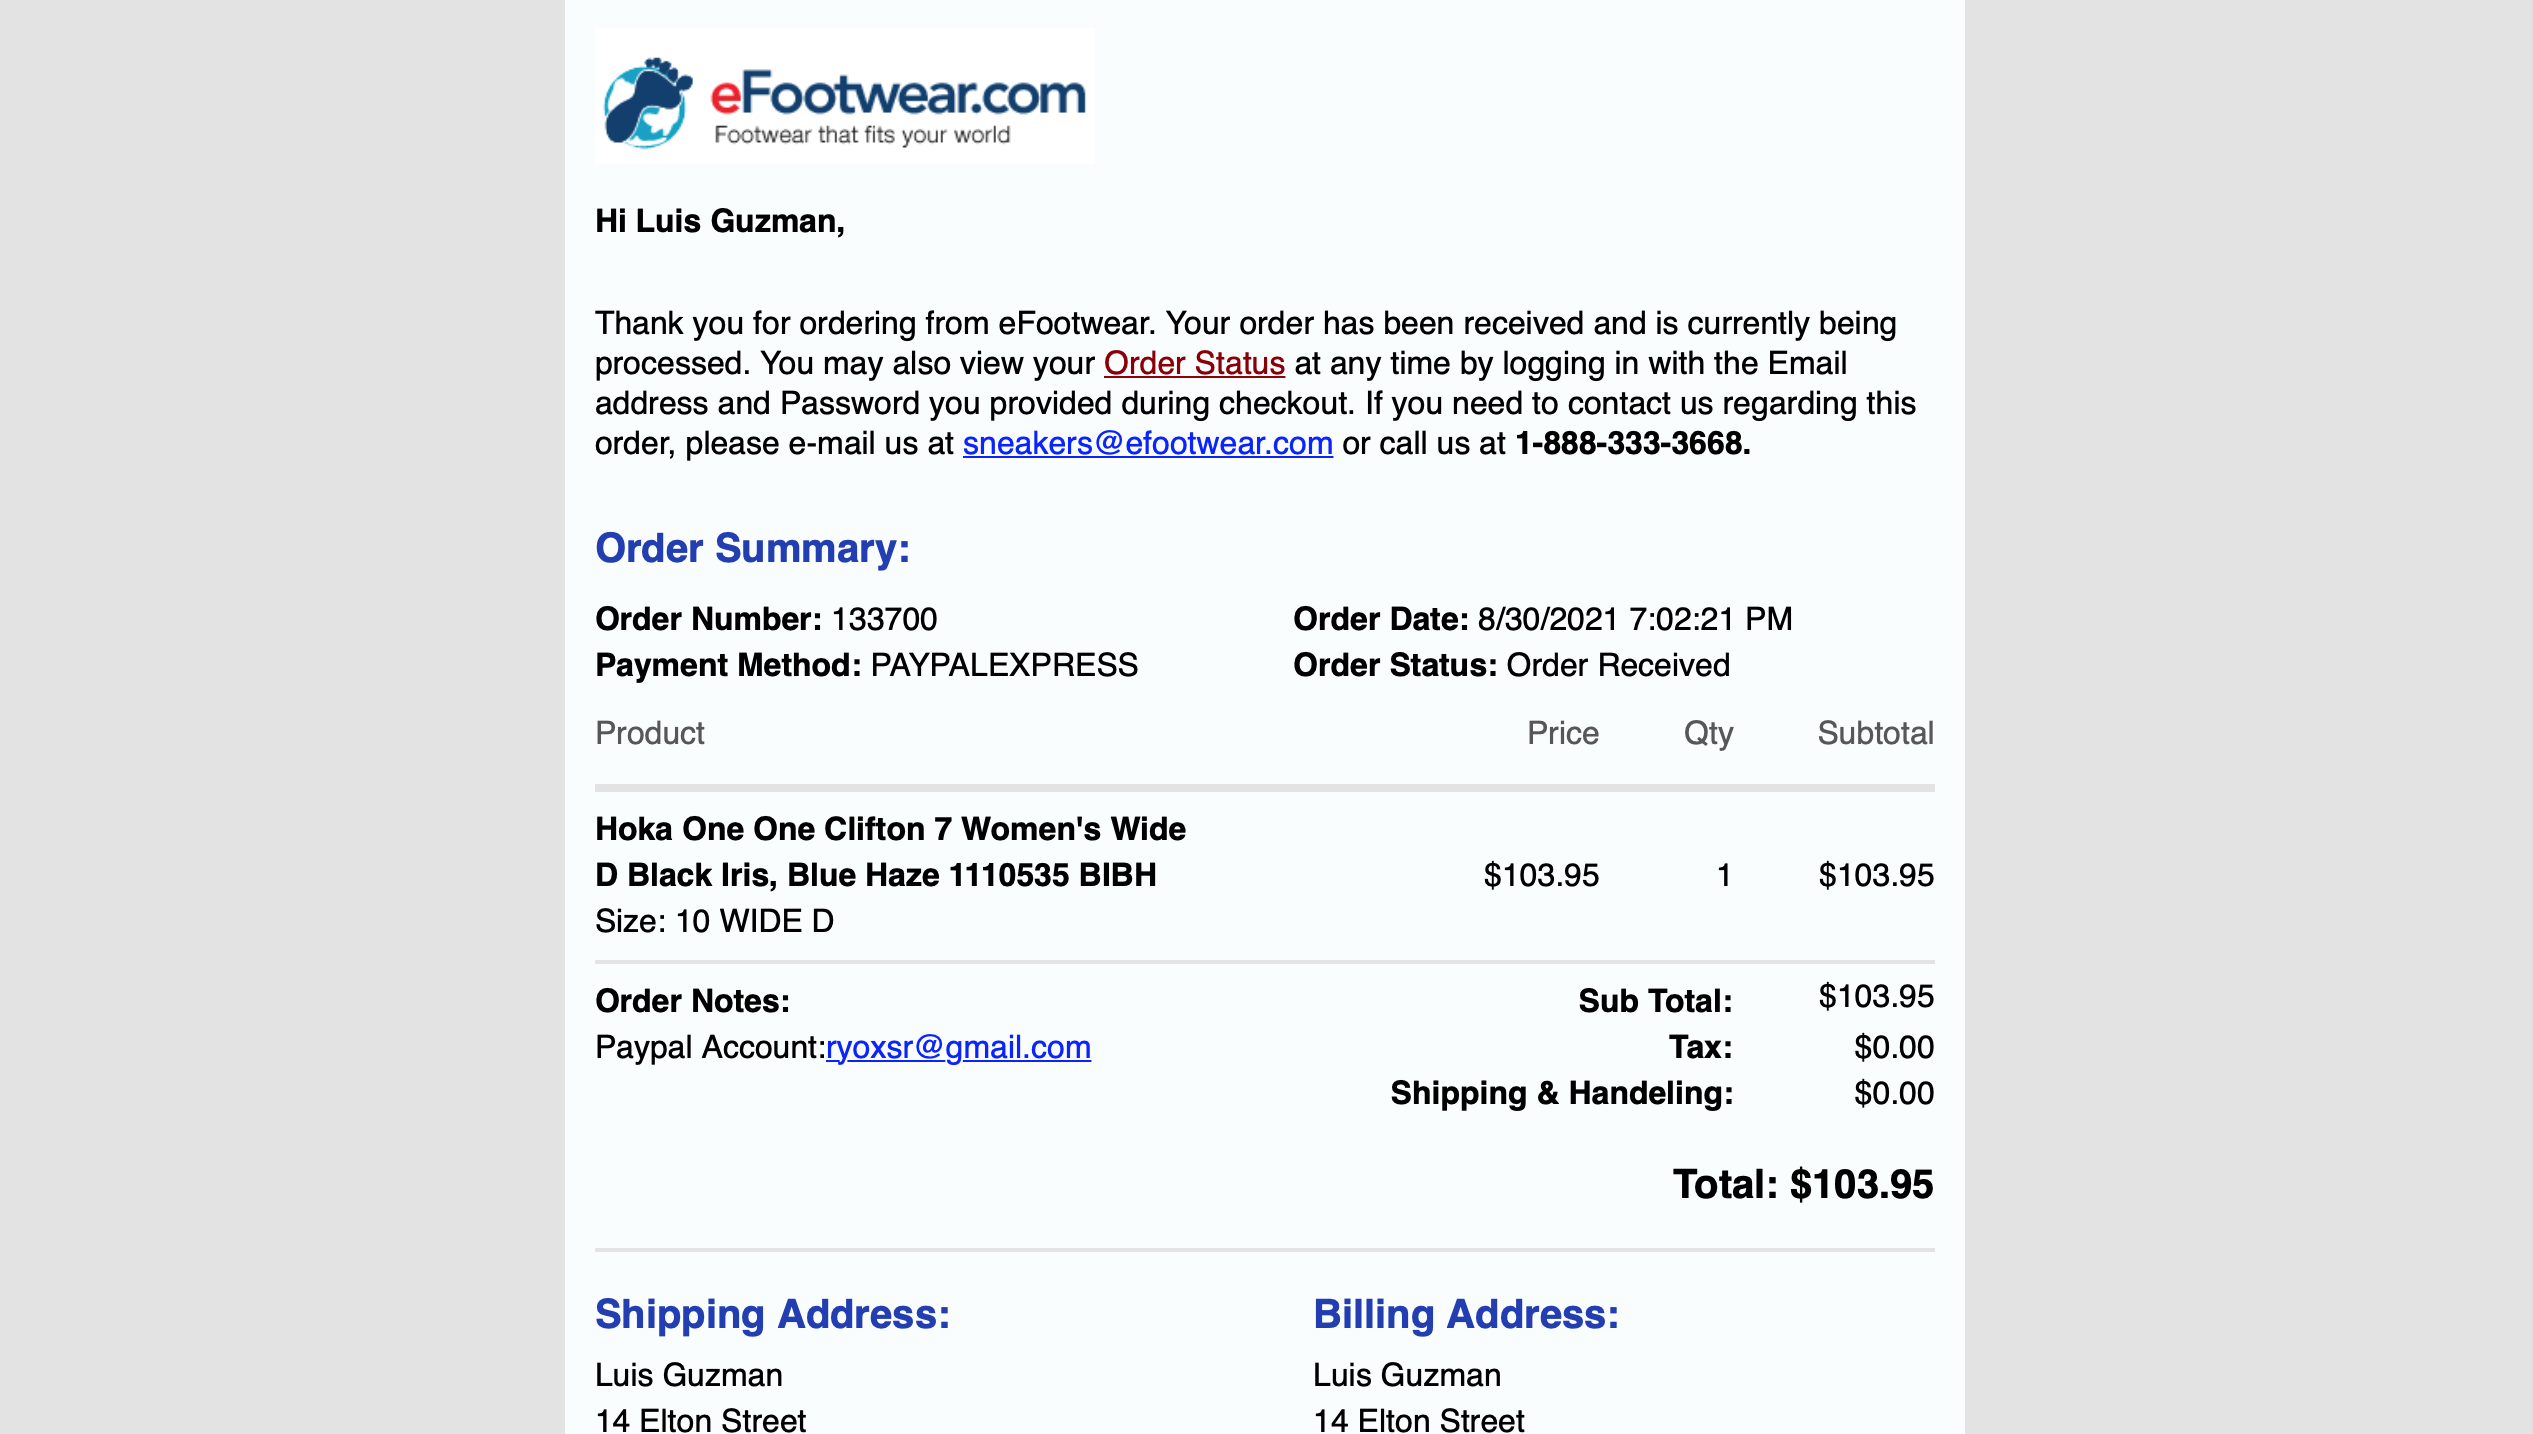 eFootwear.com
Footwear that fits your world
Hi Luis Guzman,
Thank you for ordering from eFootwear. Your order has been received and is currently being
processed. You may also view your Order Status at any time by logging in with the Email
address and Password you provided during checkout. If you need to contact us regarding this
order, please e-mail us at sneakers@efootwear.com or call us at 1-888-333-3668.
Order Summary:
Order Number: 133700 Order Date: 8/30/2021 7:02:21 PM
Payment Method: PAYPALEXPRESS Order Status: Order Received
Product Price Qty Subtotal
Hoka One One Clifton 7 Women's Wide
D Black Iris, Blue Haze 1110535 BIBH $103.95 1 $103.95
Size: 10 WIDE D
Order Notes: Sub Total: $103.95
Paypal Account:ryoxsr@gmail.com Tax: $0.00
Shipping & Handeling: $0.00
Total: $103.95
Shipping Address: Billing Address:
Luis Guzman Luis Guzman
14 Elton Street 14 Elton Street